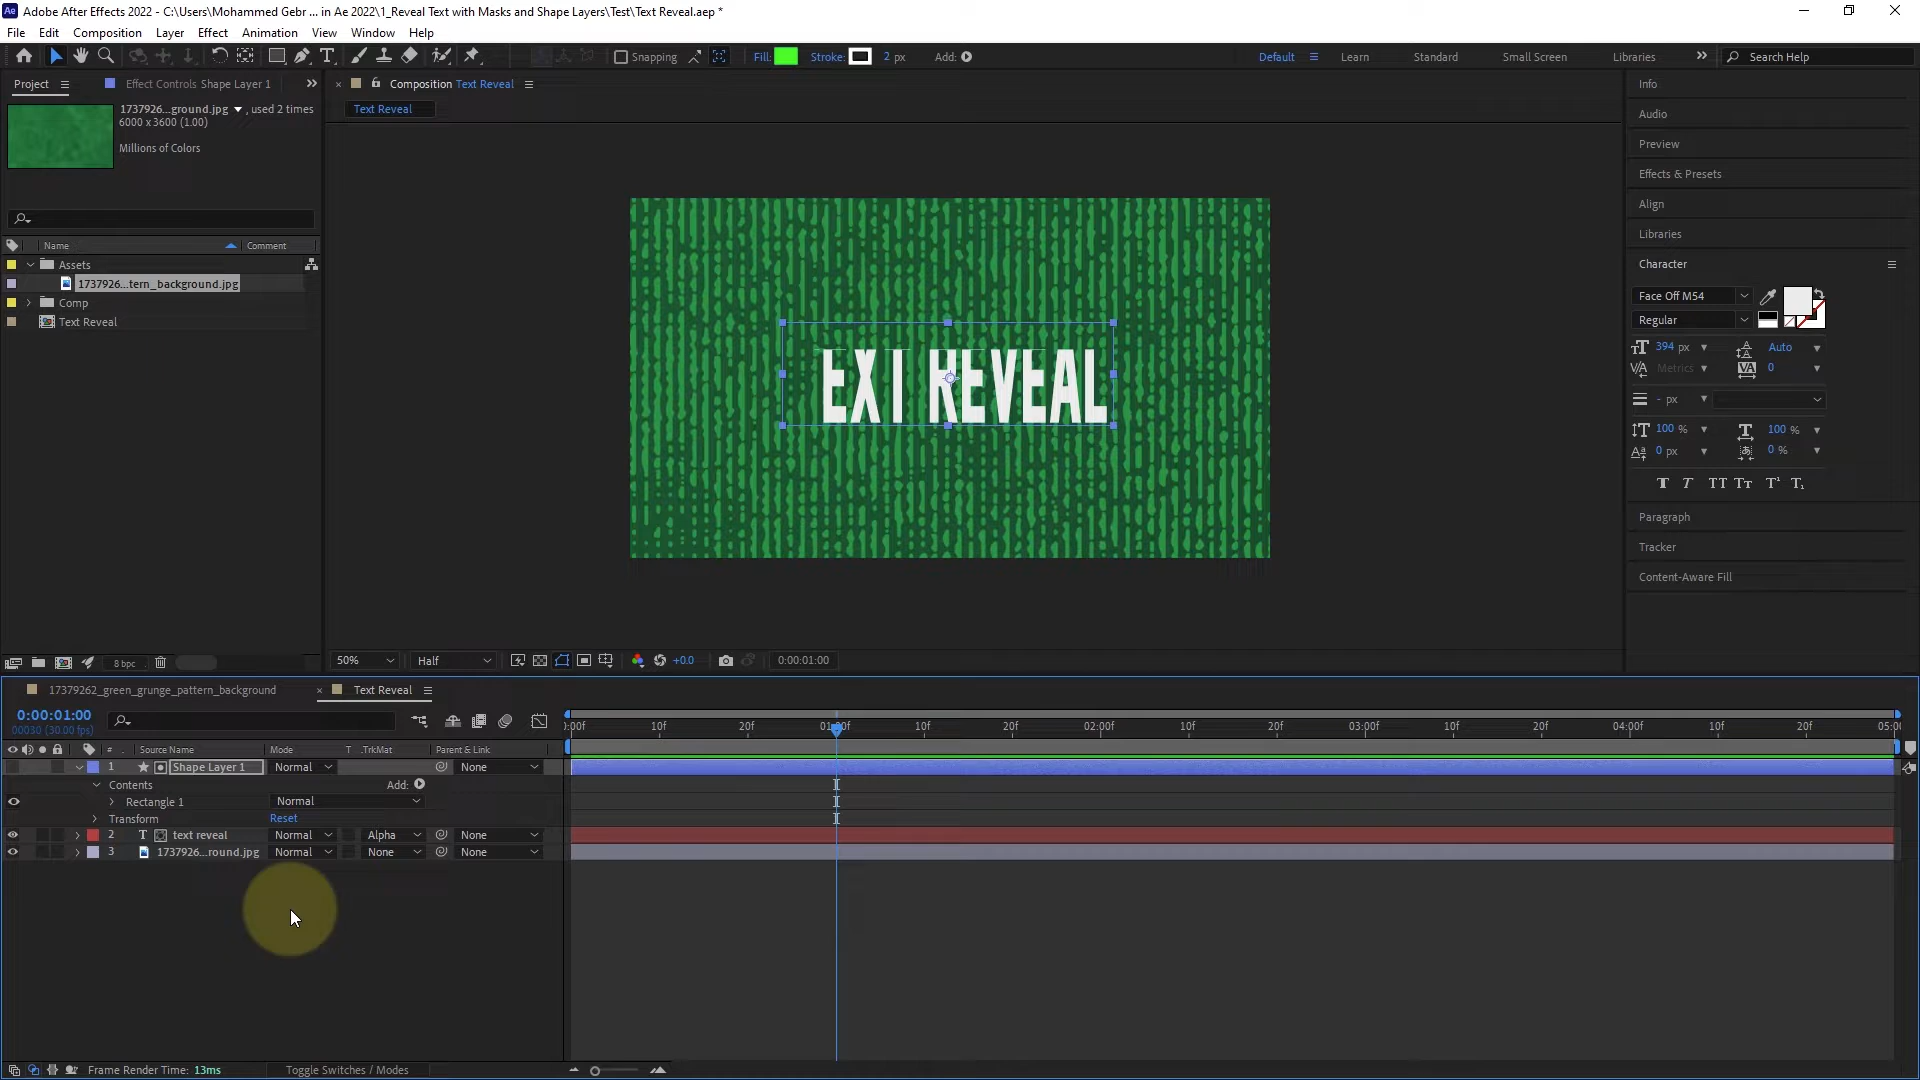 Adobe After Effects 2022 - C:\Users\Mohammed Gebr ... in Ae 2022\1_Reveal Text with Masks and Shape Layers\Test\Text Reveal.aep *
File Edit Composition Layer Effect Animation View Window Help
Snapping Fill: Stroke: 2 px Add: Default Learn Standard Small Screen Libraries Search Help
Project Effect Controls Shape Layer 1
1737926...ground.jpg , used 2 times
6000 x 3600 (1.00)
Millions of Colors
Name Comment
Assets
1737926...tern_background.jpg
Comp
Text Reveal
8 bpc
Composition Text Reveal
Text Reveal
EXT REVEAL
50% Half +0.0 0:00:01:00
Info
Audio
Preview
Effects & Presets
Align
Libraries
Character
Face Off M54
Regular
394 px Auto
Metrics 0
- px
100 % 100 %
0 px 0 %
Paragraph
Tracker
Content-Aware Fill
17379262_green_grunge_pattern_background Text Reveal
0:00:01:00
00030 (30.00 fps)
:00f 10f 20f 01:00f 10f 20f 02:00f 10f 20f 03:00f 10f 20f 04:00f 10f 20f 05:00
# Source Name Mode T .TrkMat Parent & Link
1 Shape Layer 1 Normal None
Contents Add:
Rectangle 1 Normal
Transform Reset
2 T text reveal Normal Alpha None
3 1737926...round.jpg Normal None None
Frame Render Time: 13ms Toggle Switches / Modes